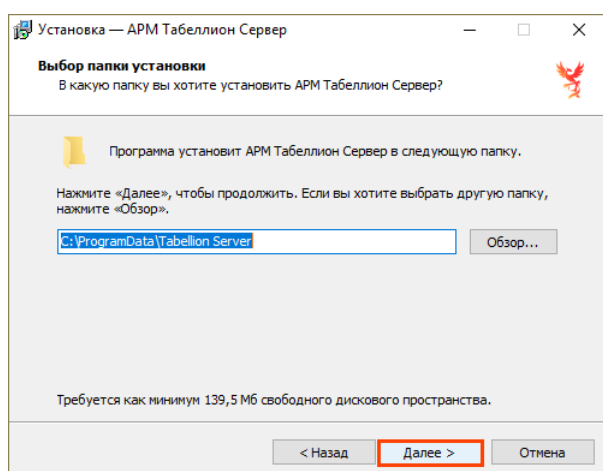 Установка — АРМ Табеллион Сервер
Выбор папки установки
В какую папку вы хотите установить АРМ Табеллион Сервер?
Программа установит АРМ Табеллион Сервер в следующую папку.
Нажмите «Далее», чтобы продолжить. Если вы хотите выбрать другую папку,
нажмите «Обзор».
C:\ProgramData\Tabellion Server
Обзор...
Требуется как минимум 139,5 Мб свободного дискового пространства.
< Назад
Далее >
Отмена